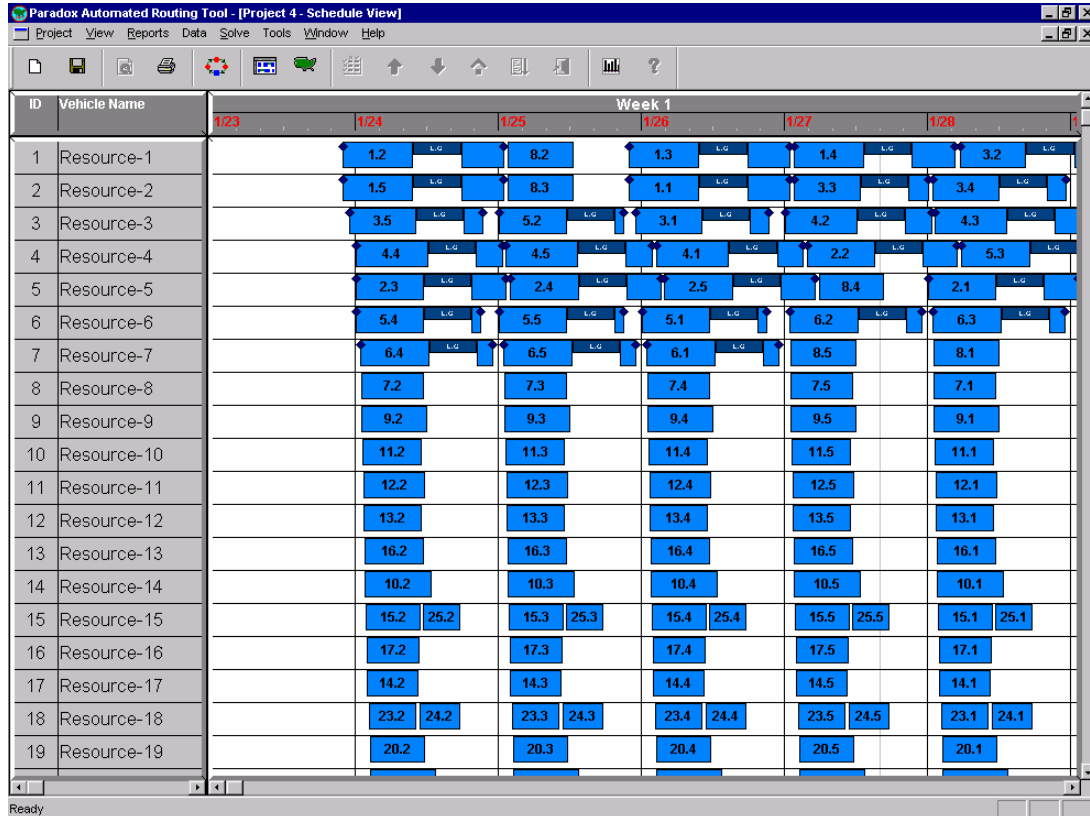 Paradox Automated Routing Tool - [Project 4 - Schedule View]
Project View Reports Data Solve Tools Window Help
ID Vehicle Name Week 1
1/23 1/24 1/25 1/26 1/27 1/28
1 Resource-1 1.2 L.G 8.2 1.3 L.G 1.4 L.G 3.2 L.G
2 Resource-2 1.5 L.G 8.3 1.1 L.G 3.3 L.G 3.4 L.G
3 Resource-3 3.5 L.G 5.2 L.G 3.1 L.G 4.2 L.G 4.3 L.G
4 Resource-4 4.4 L.G 4.5 L.G 4.1 L.G 2.2 L.G 5.3 L.G
5 Resource-5 2.3 L.G 2.4 L.G 2.5 L.G 8.4 2.1 L.G
6 Resource-6 5.4 L.G 5.5 L.G 5.1 L.G 6.2 L.G 6.3 L.G
7 Resource-7 6.4 L.G 6.5 L.G 6.1 L.G 8.5 8.1
8 Resource-8 7.2 7.3 7.4 7.5 7.1
9 Resource-9 9.2 9.3 9.4 9.5 9.1
10 Resource-10 11.2 11.3 11.4 11.5 11.1
11 Resource-11 12.2 12.3 12.4 12.5 12.1
12 Resource-12 13.2 13.3 13.4 13.5 13.1
13 Resource-13 16.2 16.3 16.4 16.5 16.1
14 Resource-14 10.2 10.3 10.4 10.5 10.1
15 Resource-15 15.2 25.2 15.3 25.3 15.4 25.4 15.5 25.5 15.1 25.1
16 Resource-16 17.2 17.3 17.4 17.5 17.1
17 Resource-17 14.2 14.3 14.4 14.5 14.1
18 Resource-18 23.2 24.2 23.3 24.3 23.4 24.4 23.5 24.5 23.1 24.1
19 Resource-19 20.2 20.3 20.4 20.5 20.1
Ready